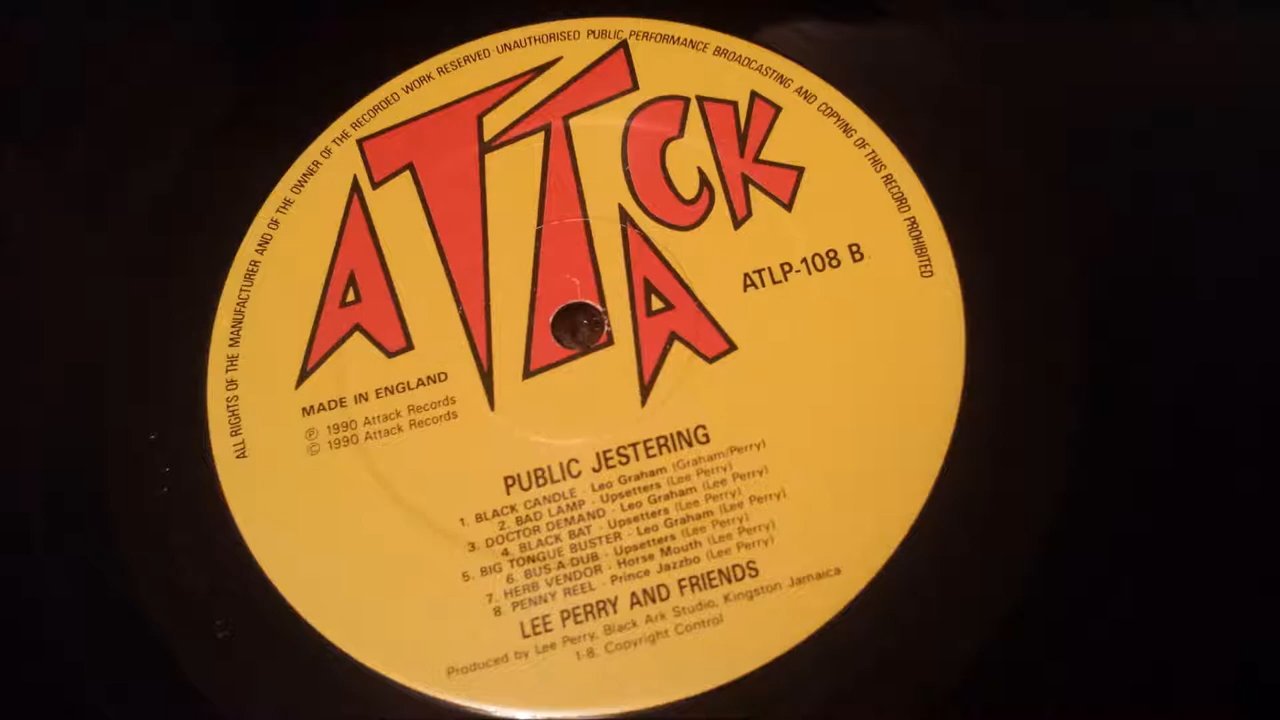 ALL RIGHTS OF THE MANUFACTURER AND OF THE OWNER OF THE RECORDED WORK RESERVED UNAUTHORISED PUBLIC PERFORMANCE BROADCASTING AND COPYING OF THIS RECORD PROHIBITED
ATTACK
ATLP-108 B
MADE IN ENGLAND
℗ 1990 Attack Records
© 1990 Attack Records
PUBLIC JESTERING
1. BLACK CANDLE - Leo Graham (Graham/Perry)
2. BAD LAMP - Upsetters (Lee Perry)
3. DOCTOR DEMAND - Leo Graham (Lee Perry)
4. BLACK BAT - Upsetters (Lee Perry)
5. BIG TONGUE BUSTER - Leo Graham (Lee Perry)
6. BUS-A-DUB - Upsetters (Lee Perry)
7. HERB VENDOR - Horse Mouth (Lee Perry)
8. PENNY REEL - Prince Jazzbo (Lee Perry)
LEE PERRY AND FRIENDS
Produced by Lee Perry, Black Ark Studio, Kingston Jamaica
1-8. Copyright Control